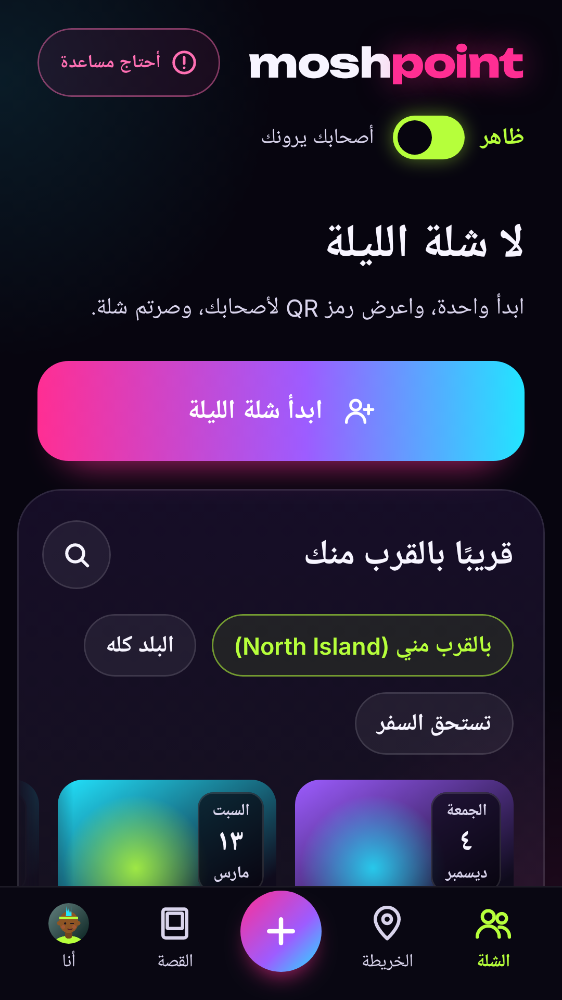 moshpoint
أحتاج مساعدة
ظاهر
أصحابك يرونك
لا شلة الليلة
ابدأ واحدة، واعرض رمز QR لأصحابك، وصرتم شلة.
ابدأ شلة الليلة
قريبًا بالقرب منك
بالقرب مني (North Island)
البلد كله
تستحق السفر
الجمعة
٤
ديسمبر
السبت
١٣
مارس
الشلة
الخريطة
القصة
أنا